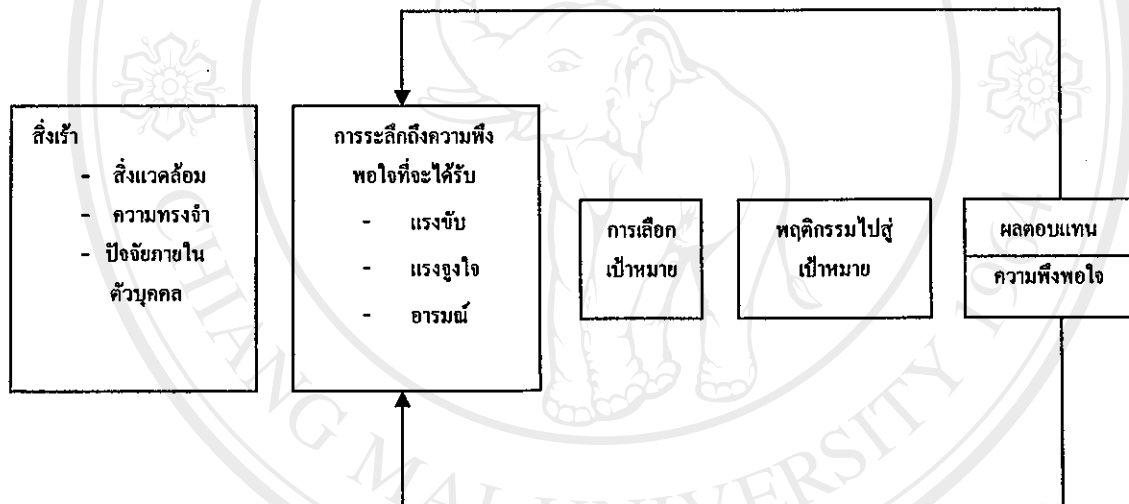 สิ่งเร้า
- สิ่งแวดล้อม
- ความทรงจำ
- ปัจจัยภายใน
ตัวบุคคล
การระลึกถึงความพึง
พอใจที่จะได้รับ
- แรงขับ
- แรงจูงใจ
- อารมณ์
การเลือก
เป้าหมาย
พฤติกรรมไปสู่
เป้าหมาย
ผลตอบแทน
ความพึงพอใจ
CHIANG MAI UNIVERSITY 1964